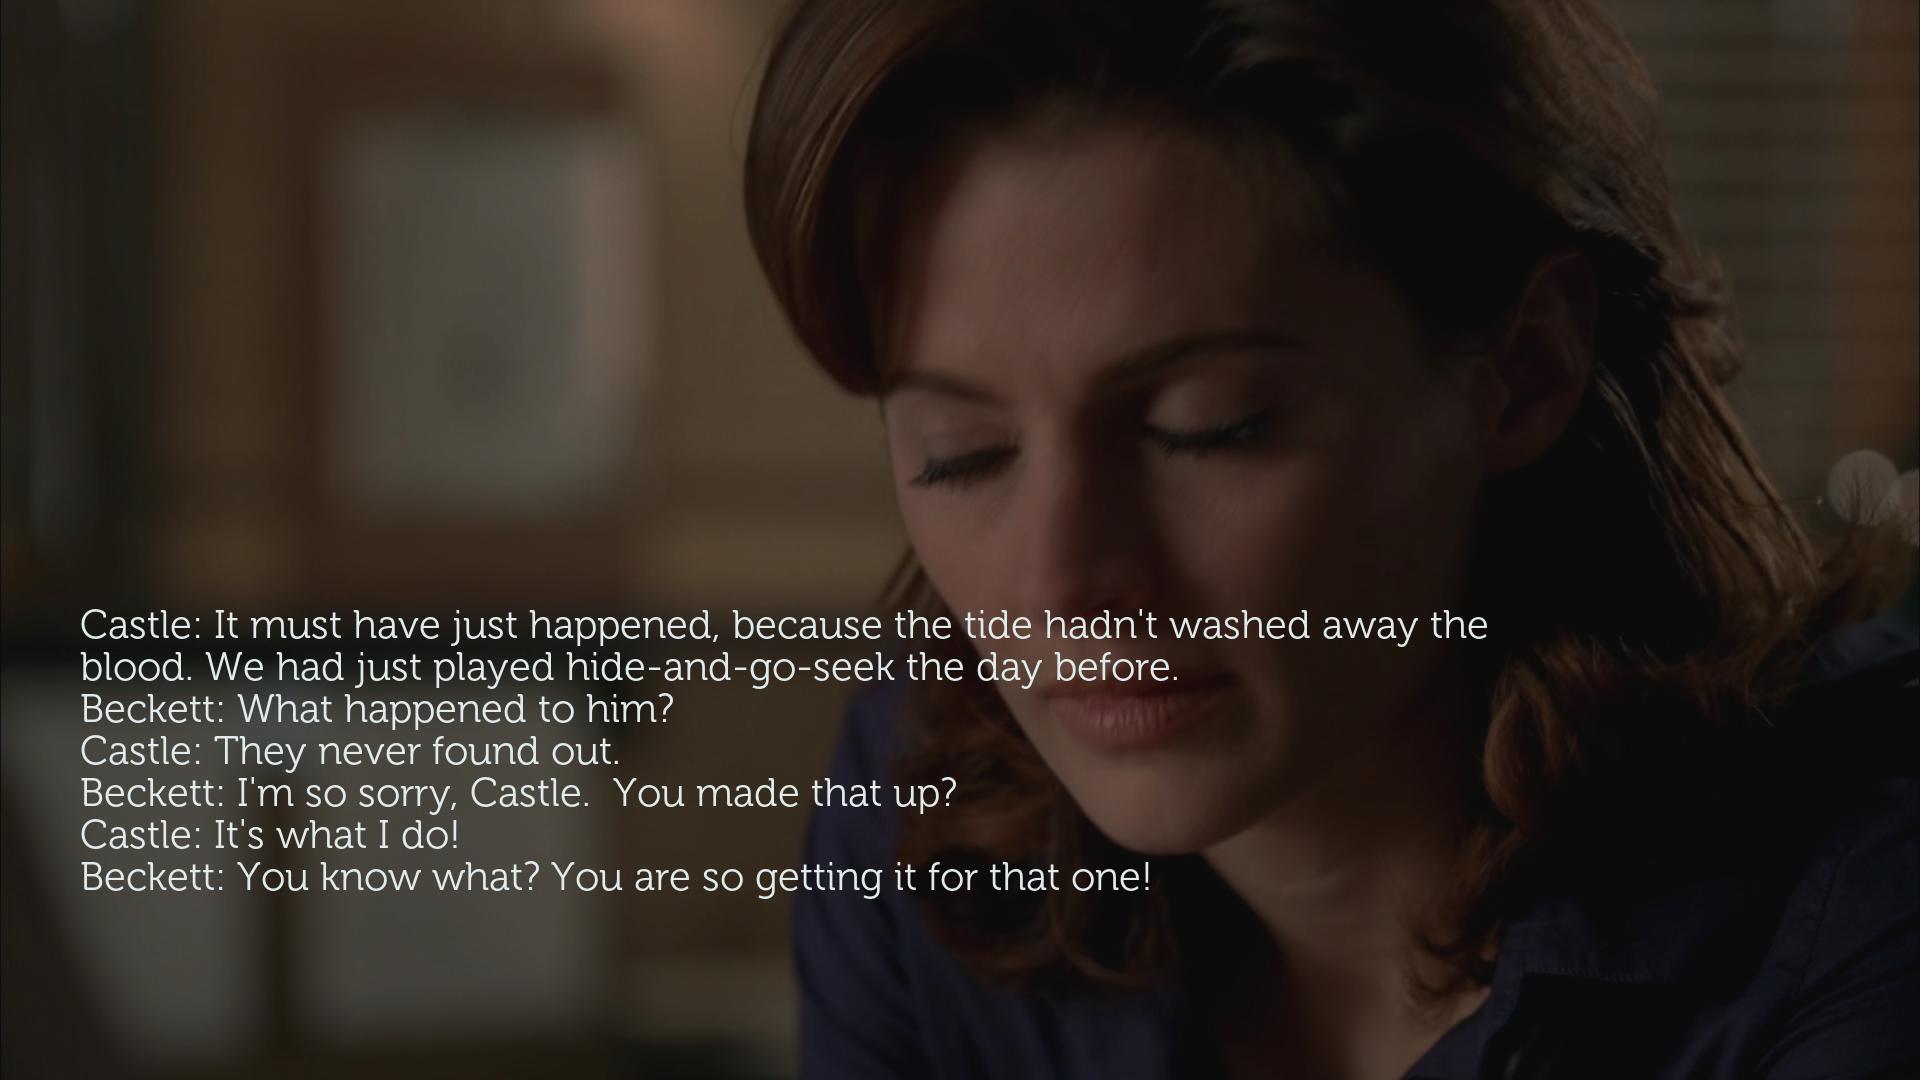 Castle: It must have just happened, because the tide hadn't washed away the
blood. We had just played hide-and-go-seek the day before.
Beckett: What happened to him?
Castle: They never found out.
Beckett: I'm so sorry, Castle.  You made that up?
Castle: It's what I do!
Beckett: You know what? You are so getting it for that one!